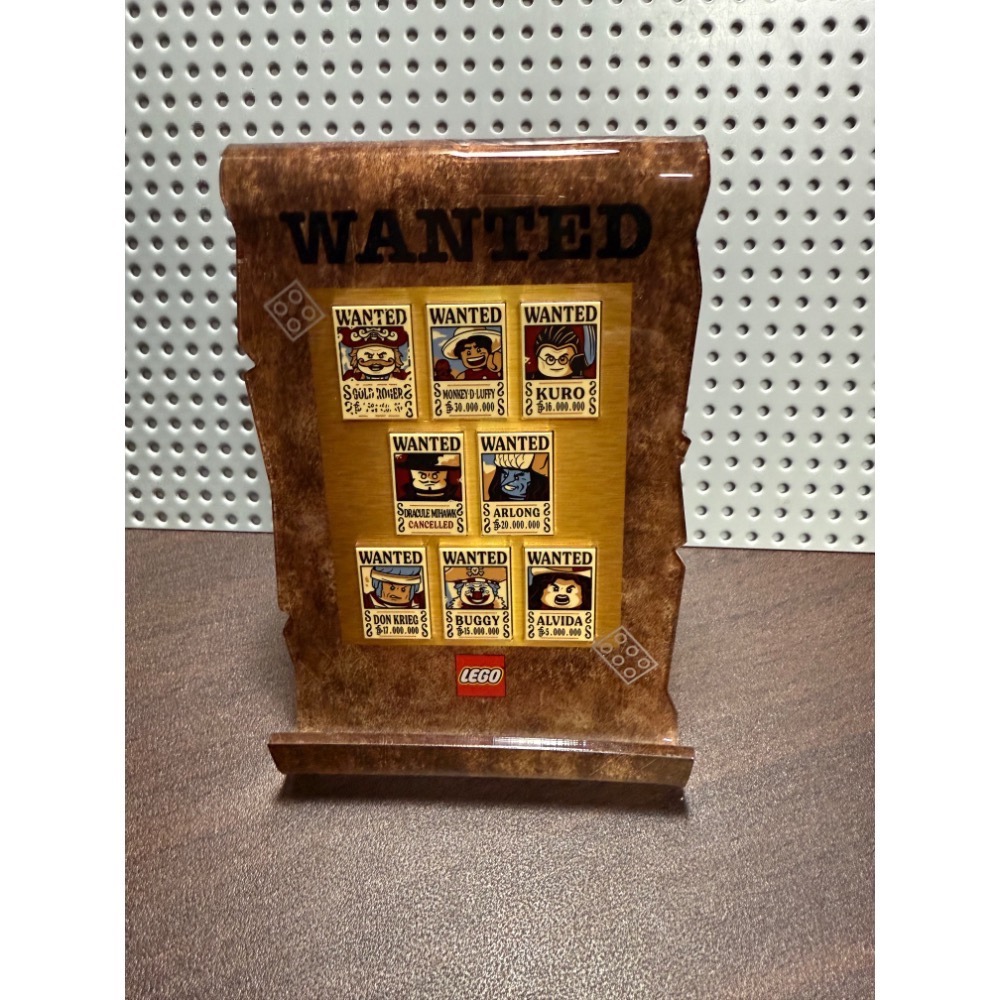 WANTED
WANTED
GOLD ROGER
WANTED
MONKEY·D·LUFFY
฿30.000.000
WANTED
KURO
฿16.000.000
WANTED
DRACULE MIHAWK
CANCELLED
WANTED
ARLONG
฿20.000.000
WANTED
DON KRIEG
฿17.000.000
WANTED
BUGGY
฿15.000.000
WANTED
ALVIDA
฿5.000.000
LEGO